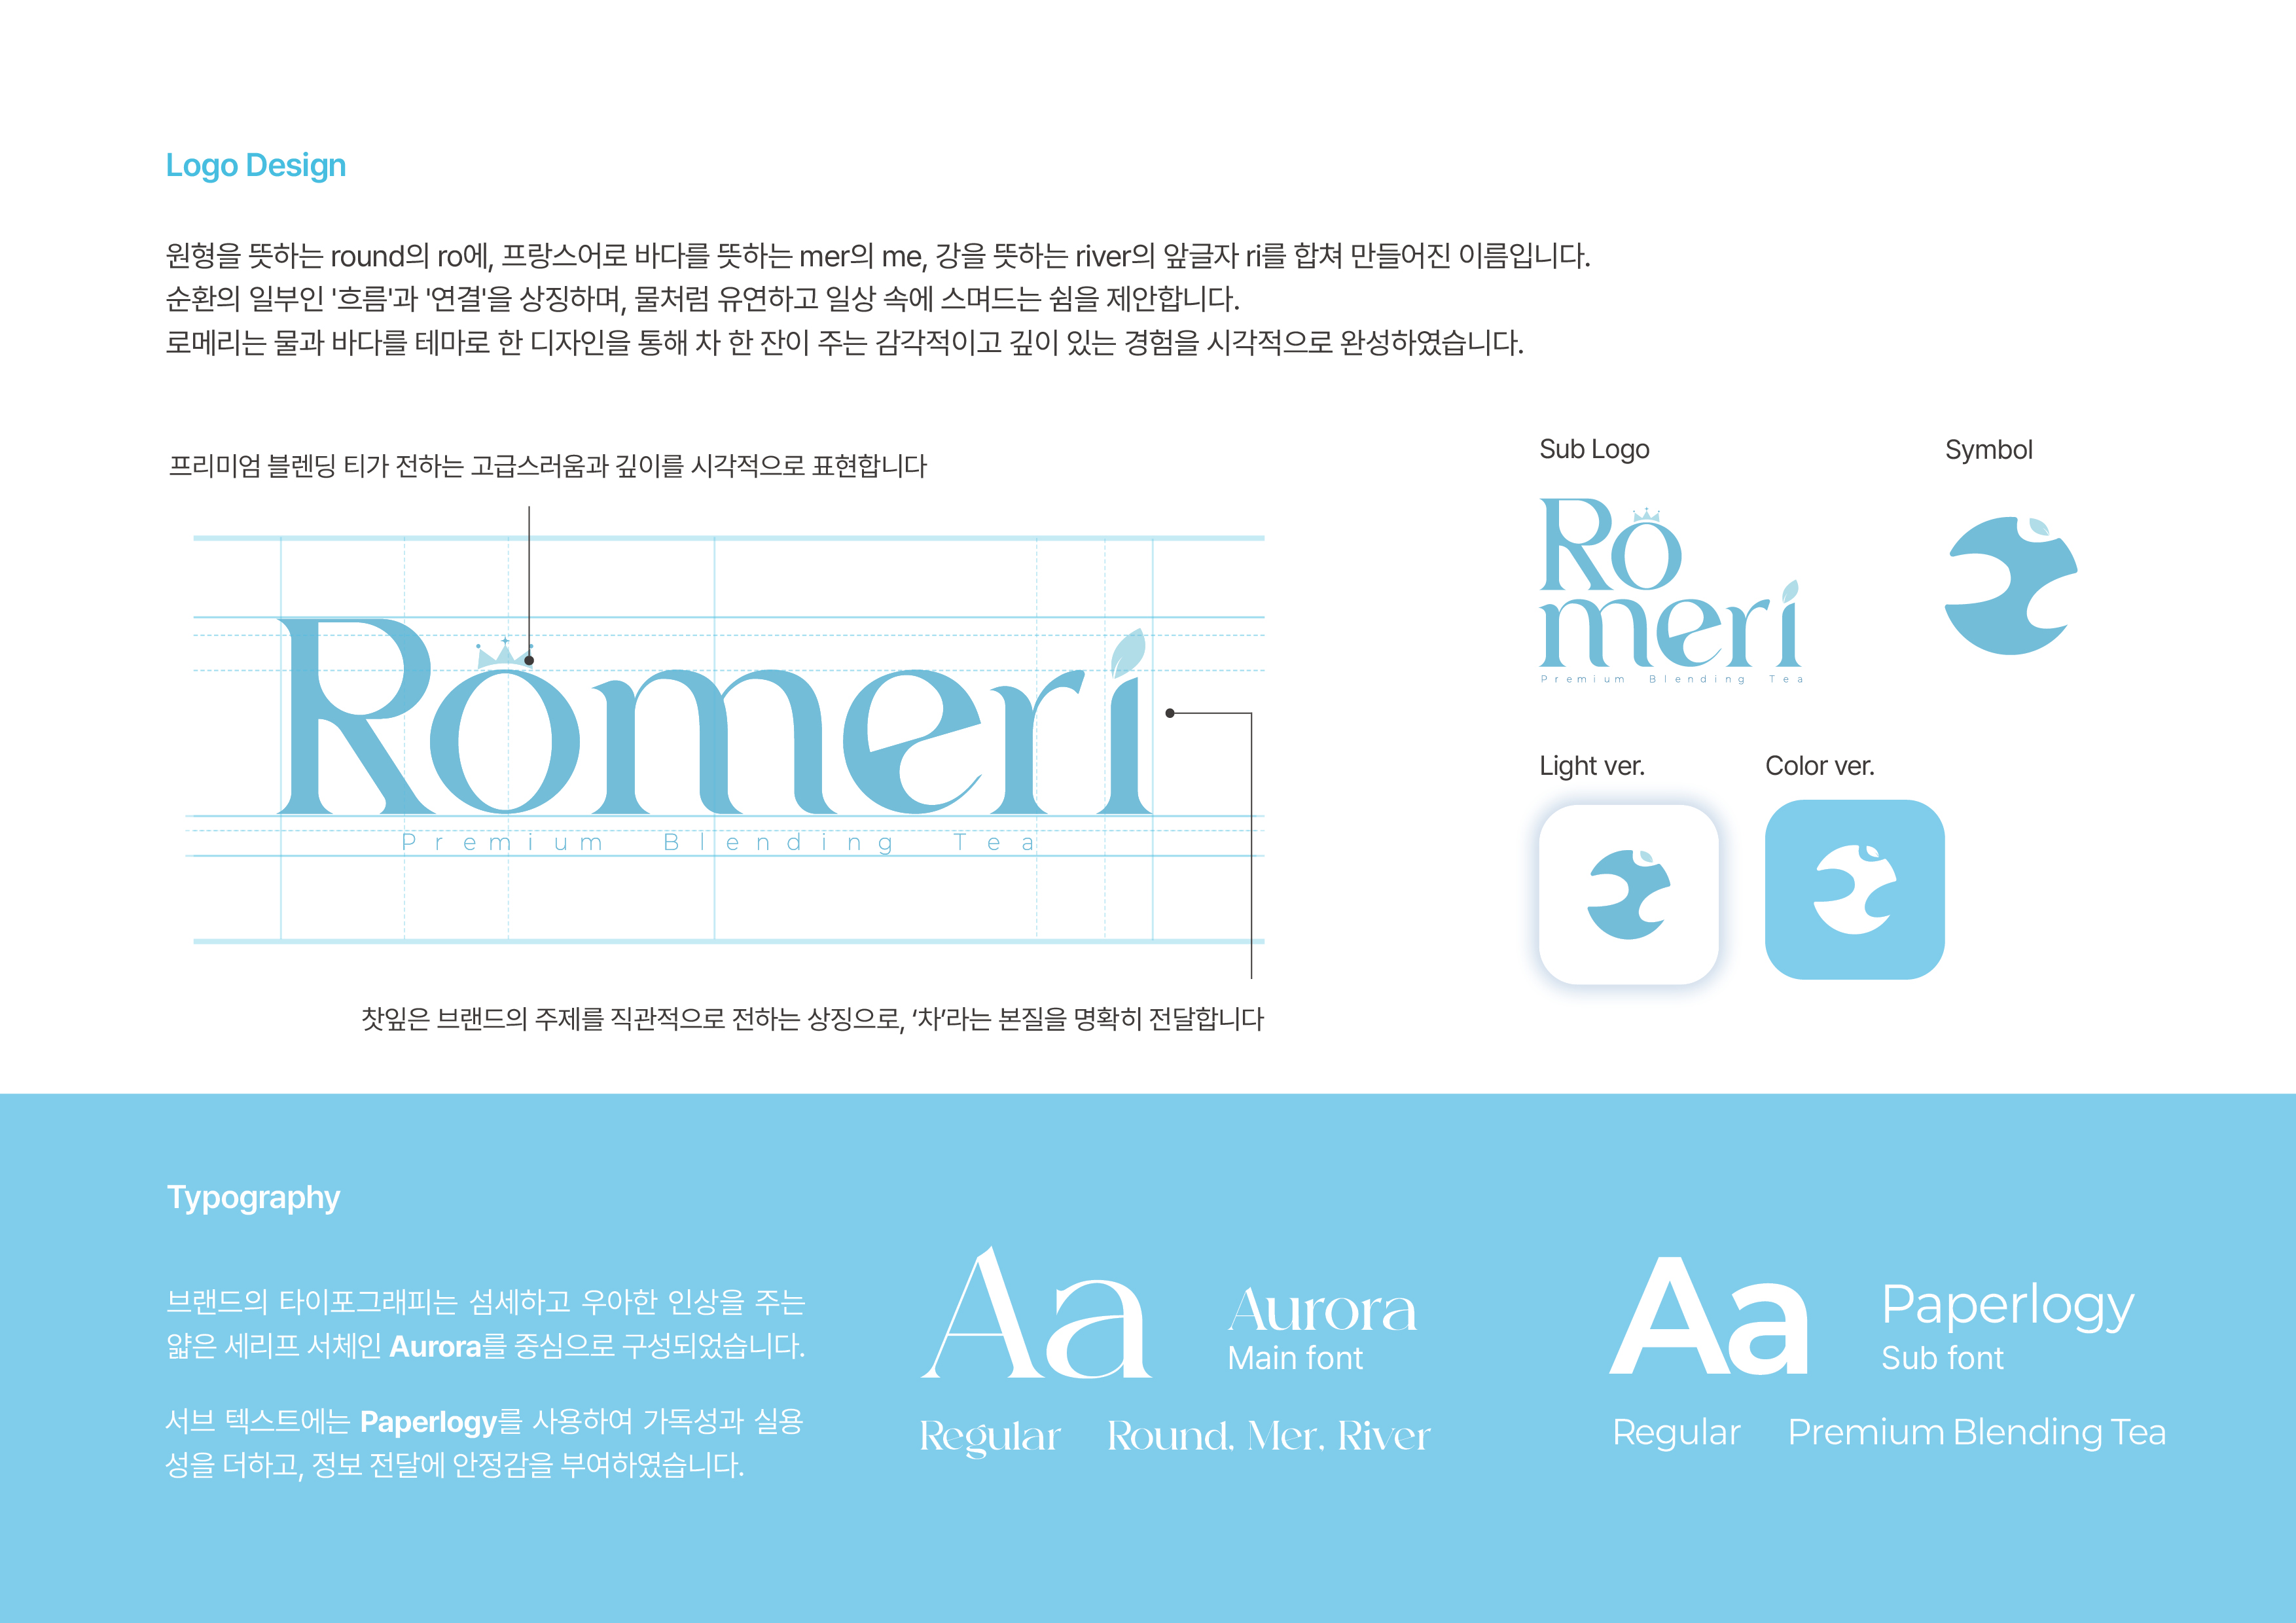 Logo Design
원형을 뜻하는 round의 ro에, 프랑스어로 바다를 뜻하는 mer의 me, 강을 뜻하는 river의 앞글자 ri를 합쳐 만들어진 이름입니다.
순환의 일부인 '흐름'과 '연결'을 상징하며, 물처럼 유연하고 일상 속에 스며드는 쉼을 제안합니다.
로메리는 물과 바다를 테마로 한 디자인을 통해 차 한 잔이 주는 감각적이고 깊이 있는 경험을 시각적으로 완성하였습니다.
프리미엄 블렌딩 티가 전하는 고급스러움과 깊이를 시각적으로 표현합니다
Romeri
Premium Blending Tea
찻잎은 브랜드의 주제를 직관적으로 전하는 상징으로, ‘차’라는 본질을 명확히 전달합니다
Sub Logo
Ro
meri
Premium Blending Tea
Symbol
Light ver.
Color ver.
Typography
브랜드의 타이포그래피는 섬세하고 우아한 인상을 주는
얇은 세리프 서체인 Aurora를 중심으로 구성되었습니다.
서브 텍스트에는 Paperlogy를 사용하여 가독성과 실용
성을 더하고, 정보 전달에 안정감을 부여하였습니다.
Aa
Aurora
Main font
Regular Round, Mer, River
Aa
Paperlogy
Sub font
Regular Premium Blending Tea